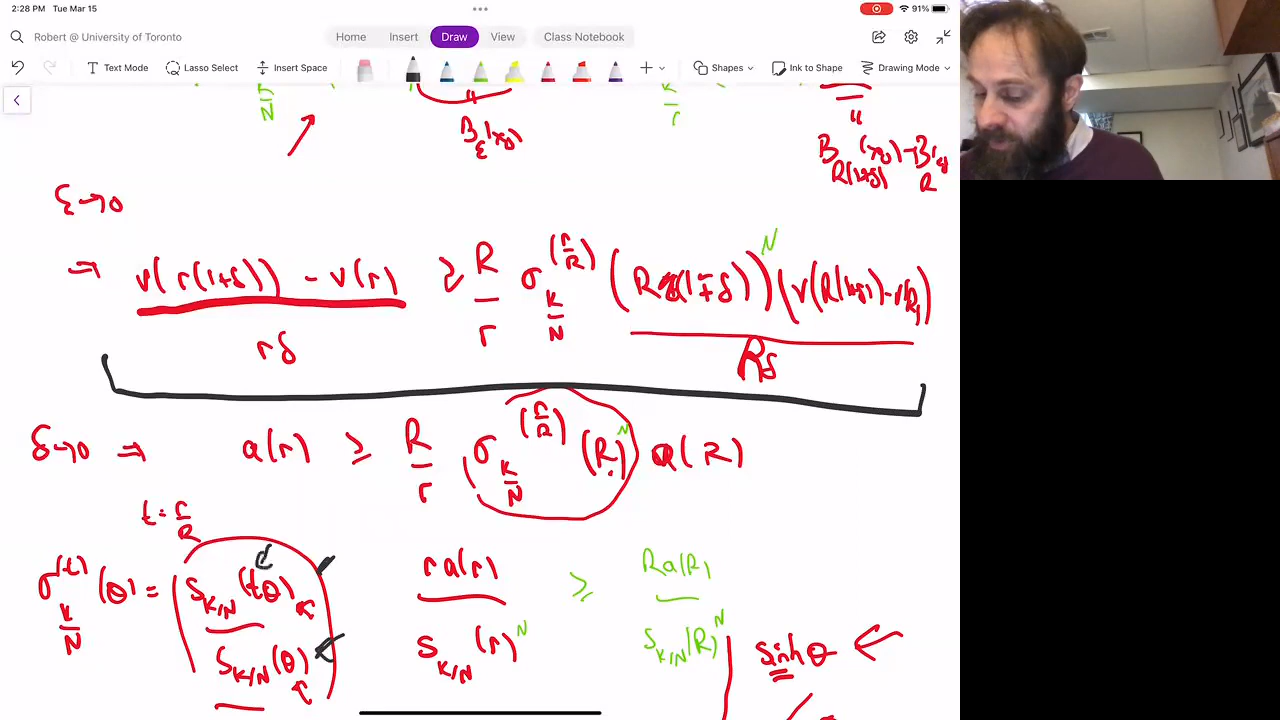 2:28 PM Tue Mar 15
91%
Robert @ University of Toronto
Home Insert Draw View Class Notebook
Text Mode Lasso Select Insert Space Shapes Ink to Shape Drawing Mode
K/N
B_ε(x₀)
K/r
ε→0
⇒ v(r(1+δ)) - v(r) / rδ ≥ R/r σ_{K/N}^{(r/R)} (R(1∓δ))^N (v(R(1+δ)) - v(R)) / Rδ
δ→0 ⇒ a(r) ≥ R/r σ_{K/N}^{(r/R)} (R)^N a(R)
t = r/R
σ_{K/N}^{(t)} (θ) = S_{K/N}(tθ) / S_{K/N}(θ)
r a(r) / S_{K/N}(r)^N ≥ R a(R) / S_{K/N}(R)^N
sinh θ ←